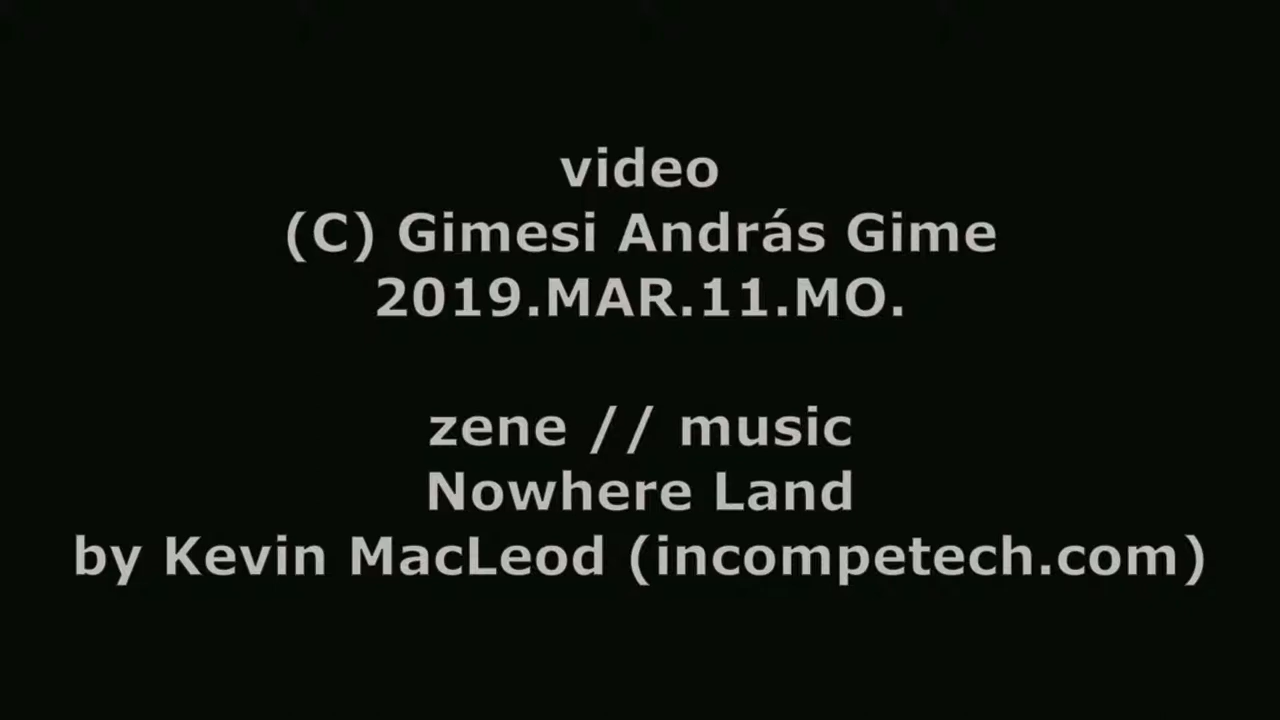 video
(C) Gimesi András Gime
2019.MAR.11.MO.
zene // music
Nowhere Land
by Kevin MacLeod (incompetech.com)